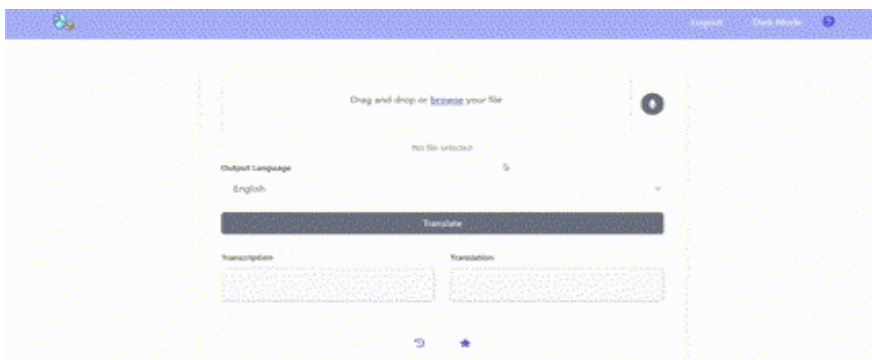 Logout Dark Mode
Drag and drop or browse your file
No file selected
Output Language
English
Translate
Transcription Translation